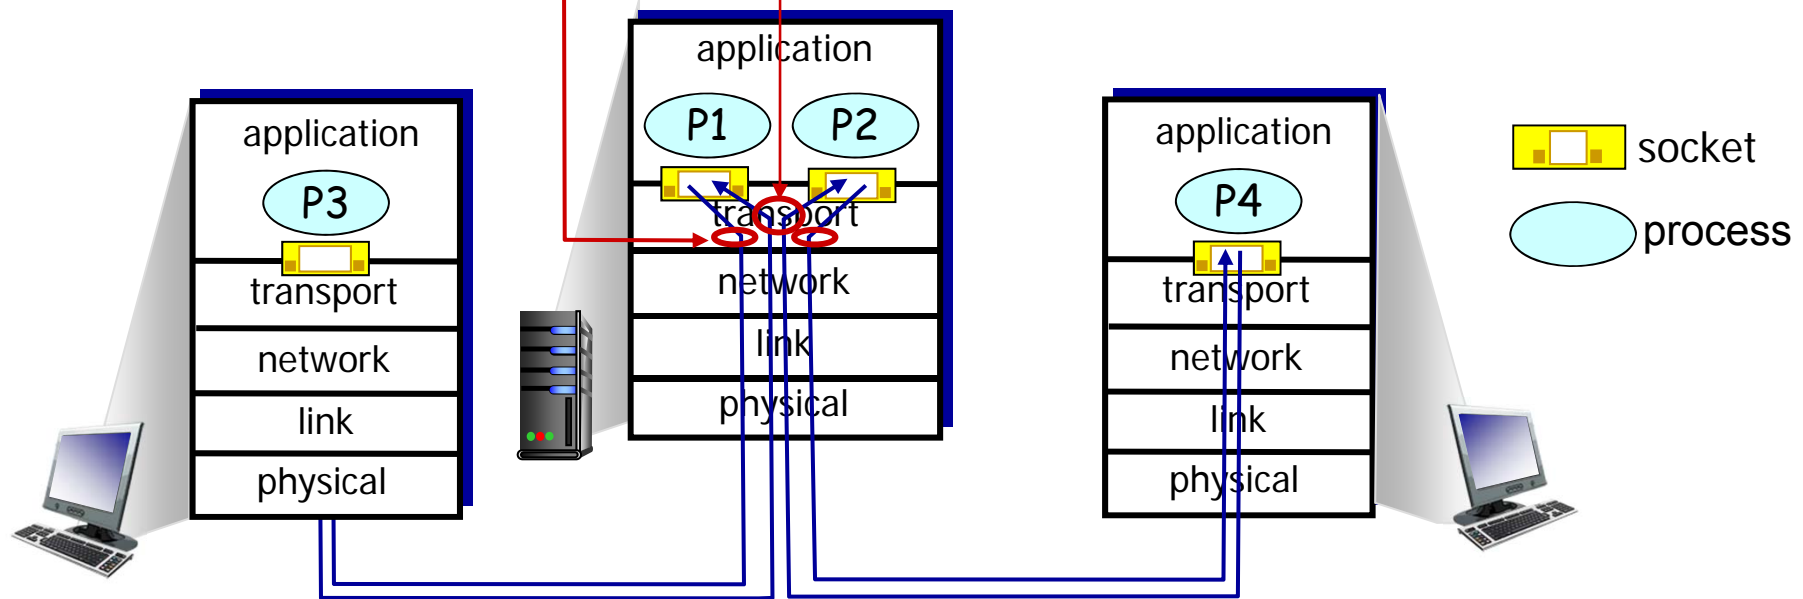 application
P3
transport
network
link
physical
application
P1
P2
transport
network
link
physical
application
P4
transport
network
link
physical
socket
process